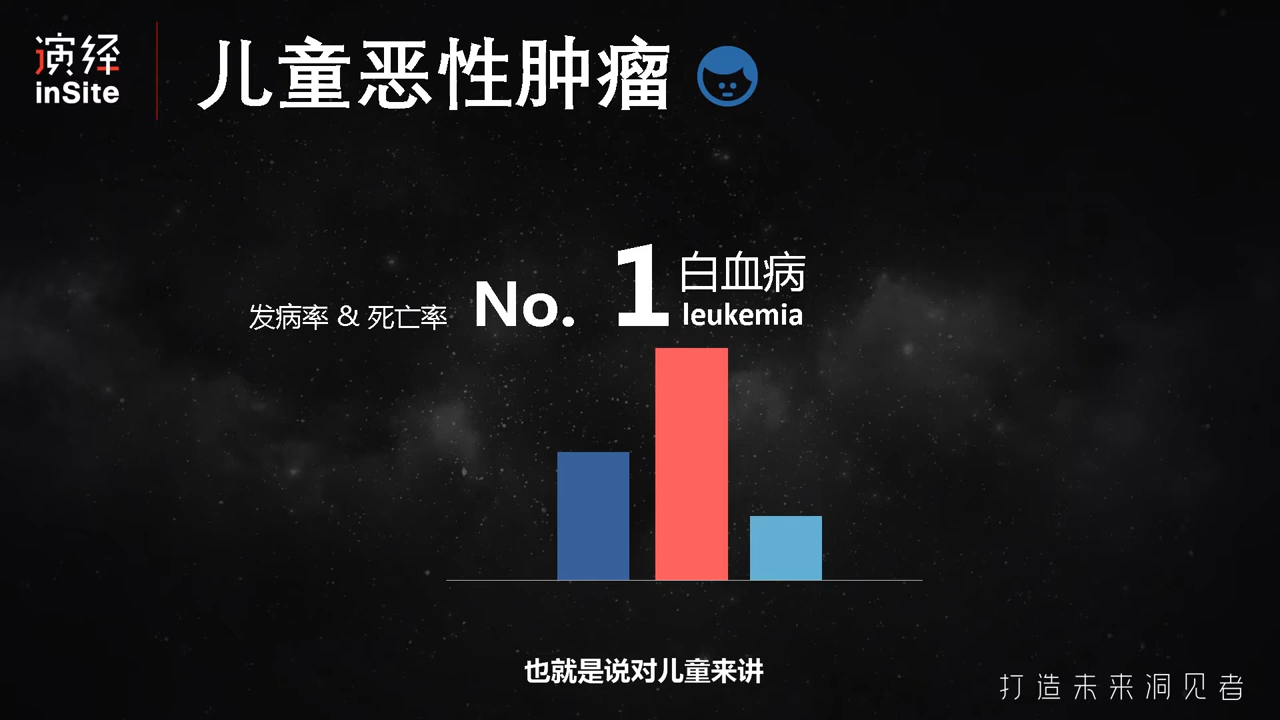 演经
inSite
儿童恶性肿瘤
发病率 & 死亡率 No. 1 白血病
leukemia
也就是说对儿童来讲
打造未来洞见者